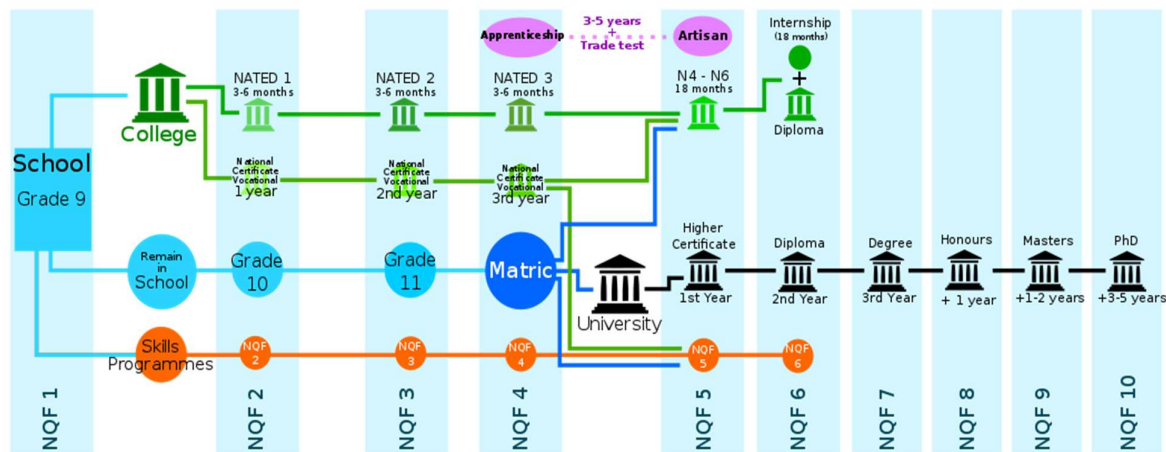 Apprenticeship
3-5 years
+
Trade test
Artisan
Internship
(18 months)
+
Diploma
College
NATED 1
3-6 months
NATED 2
3-6 months
NATED 3
3-6 months
N4 - N6
18 months
National
Certificate
Vocational
1 year
National
Certificate
Vocational
2nd year
National
Certificate
Vocational
3rd year
School
Grade 9
Remain
in
School
Grade
10
Grade
11
Matric
University
Higher
Certificate
1st Year
Diploma
2nd Year
Degree
3rd Year
Honours
+ 1 year
Masters
+1-2 years
PhD
+3-5 years
Skills
Programmes
NQF
2
NQF
3
NQF
4
NQF
5
NQF
6
NQF 1
NQF 2
NQF 3
NQF 4
NQF 5
NQF 6
NQF 7
NQF 8
NQF 9
NQF 10